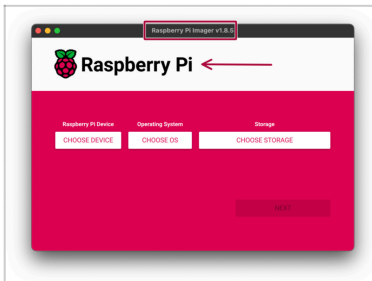 Raspberry Pi Imager v1.8.5
Raspberry Pi
Raspberry Pi Device
Operating System
Storage
CHOOSE DEVICE
CHOOSE OS
CHOOSE STORAGE
NEXT